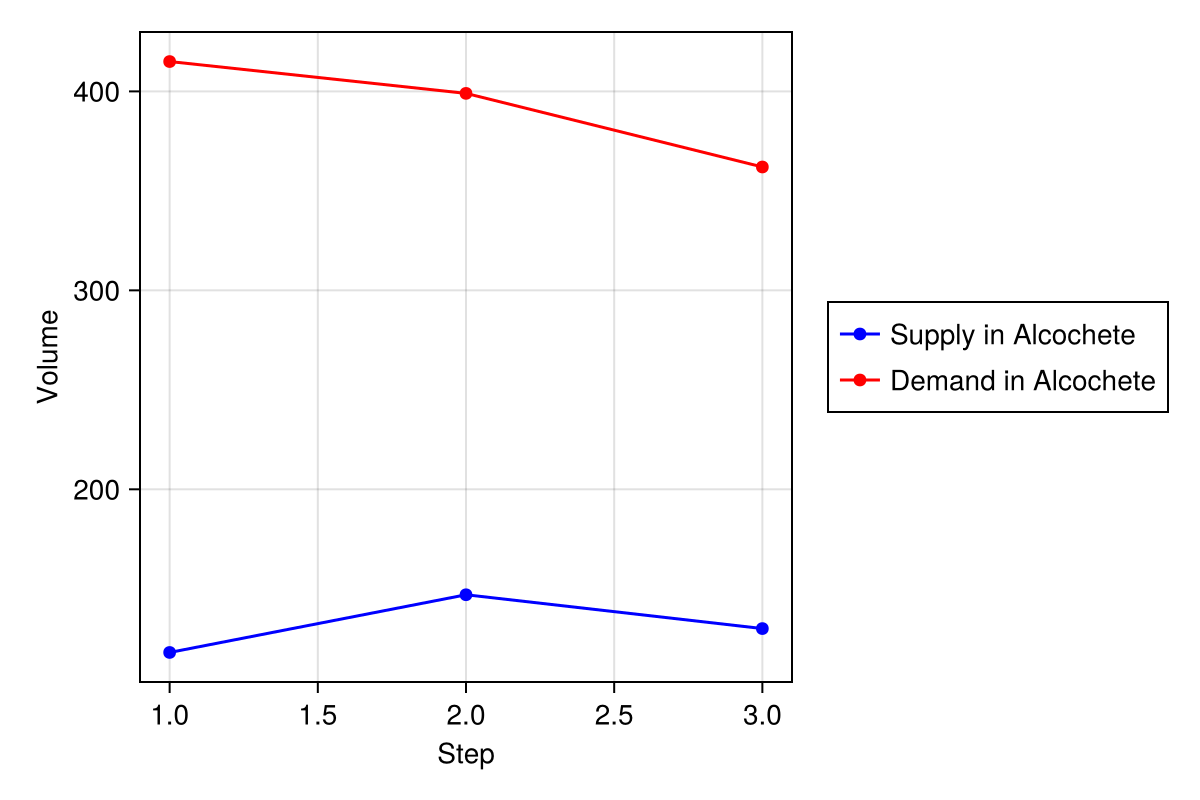 400
300
200
Volume
1.0 1.5 2.0 2.5 3.0
Step
Supply in Alcochete
Demand in Alcochete